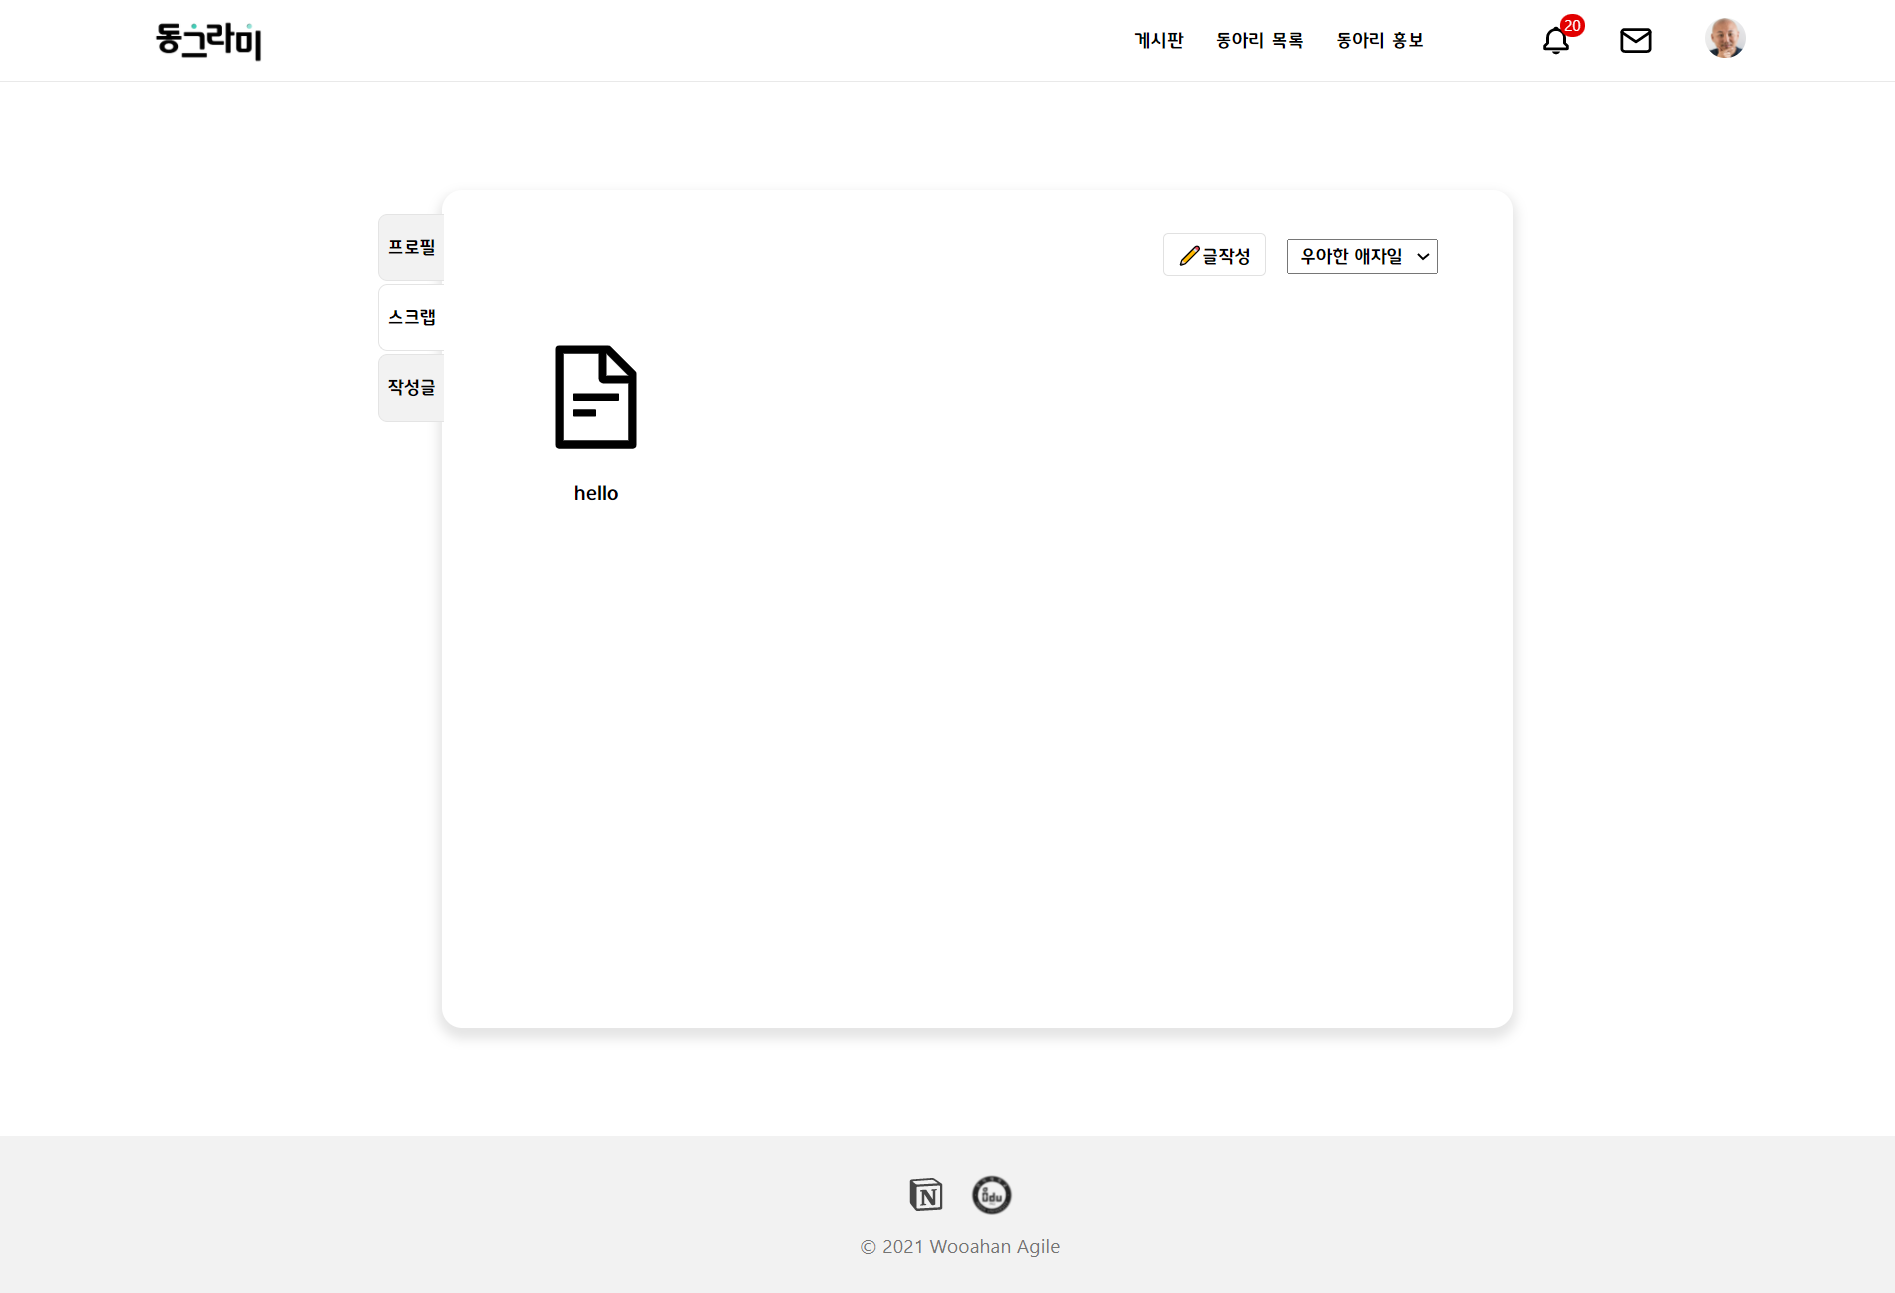 동그라미
게시판 동아리 목록 동아리 홍보 20
프로필
스크랩
작성글
글작성 우아한 애자일
hello
N udu
© 2021 Wooahan Agile